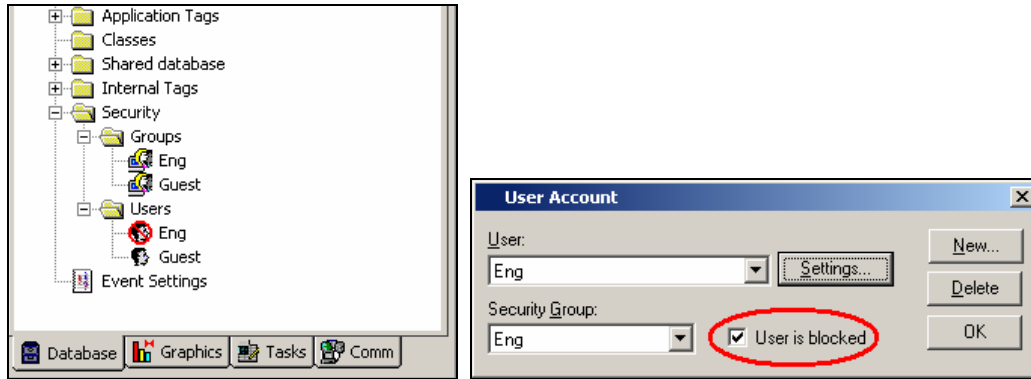 Application Tags
Classes
Shared database
Internal Tags
Security
Groups
Eng
Guest
Users
Eng
Guest
Event Settings
Database Graphics Tasks Comm
User Account
User:
Eng
Settings...
New...
Delete
Security Group:
Eng
User is blocked
OK